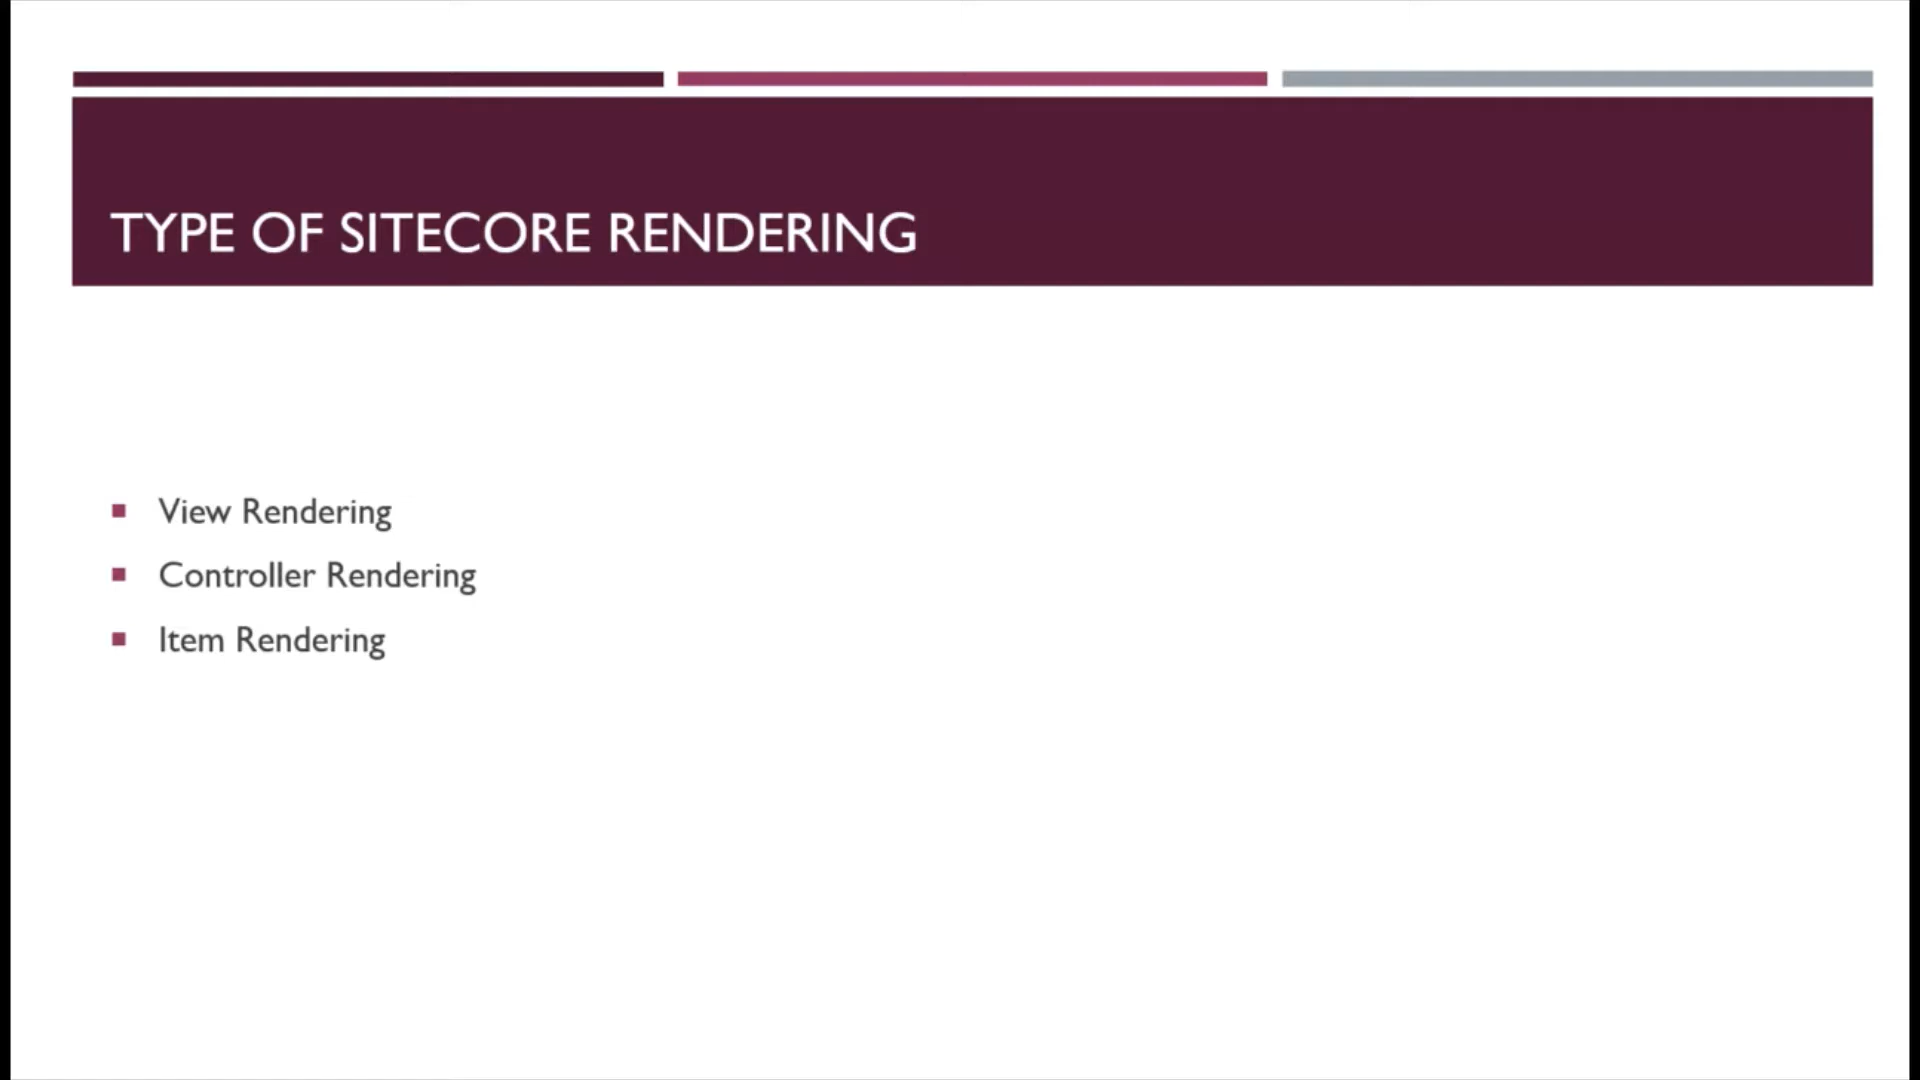 TYPE OF SITECORE RENDERING
View Rendering
Controller Rendering
Item Rendering